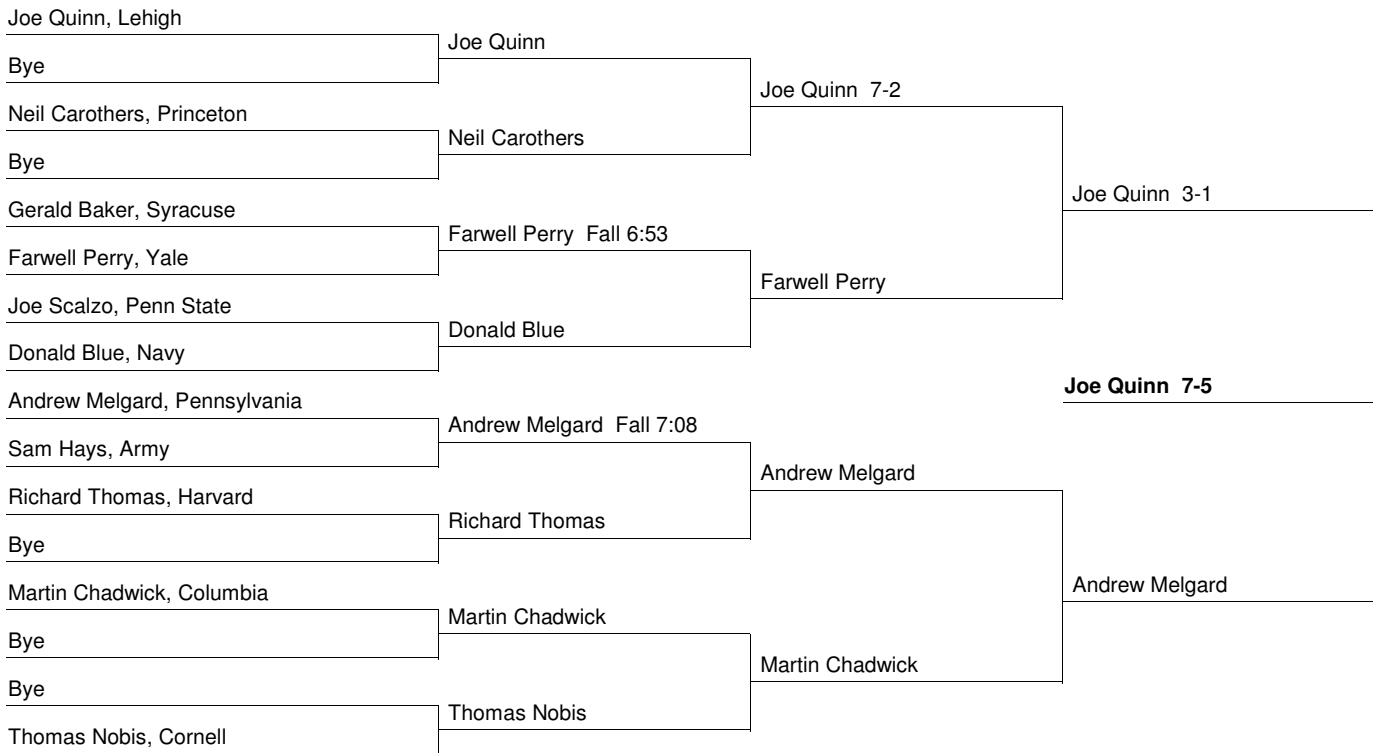 Joe Quinn, Lehigh
Bye
Neil Carothers, Princeton
Bye
Gerald Baker, Syracuse
Farwell Perry, Yale
Joe Scalzo, Penn State
Donald Blue, Navy
Andrew Melgard, Pennsylvania
Sam Hays, Army
Richard Thomas, Harvard
Bye
Martin Chadwick, Columbia
Bye
Bye
Thomas Nobis, Cornell
Joe Quinn
Neil Carothers
Farwell Perry Fall 6:53
Donald Blue
Andrew Melgard Fall 7:08
Richard Thomas
Martin Chadwick
Thomas Nobis
Joe Quinn 7-2
Farwell Perry
Andrew Melgard
Martin Chadwick
Joe Quinn 3-1
Andrew Melgard
Joe Quinn 7-5